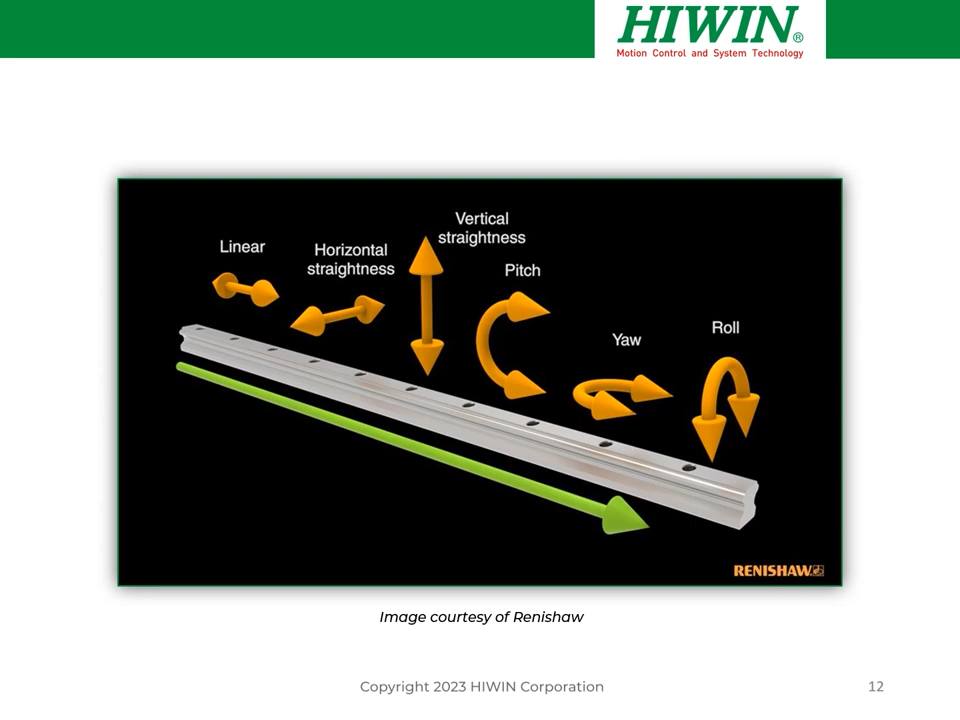 HIWIN®
Motion Control and System Technology
Linear
Horizontal
straightness
Vertical
straightness
Pitch
Yaw
Roll
RENISHAW
Image courtesy of Renishaw
Copyright 2023 HIWIN Corporation
12